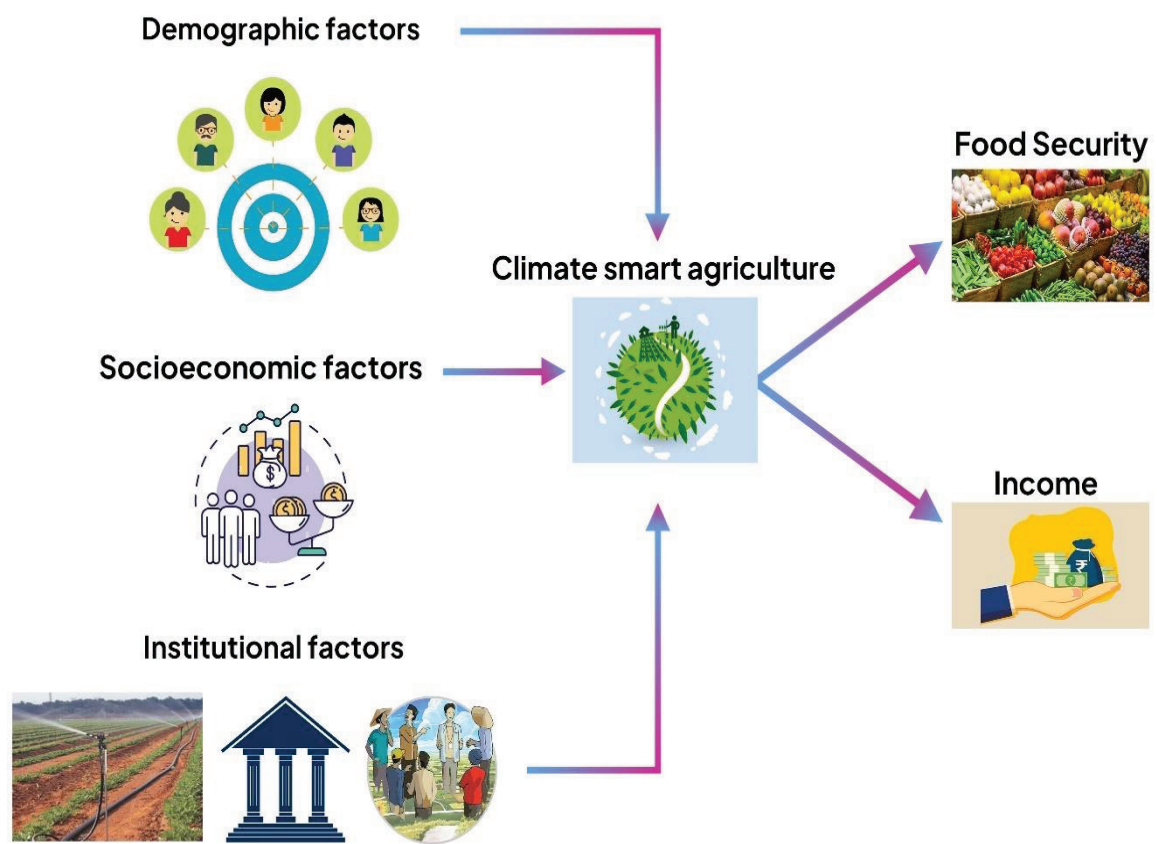 Demographic factors
Food Security
Climate smart agriculture
Socioeconomic factors
$
Income
₹
Institutional factors